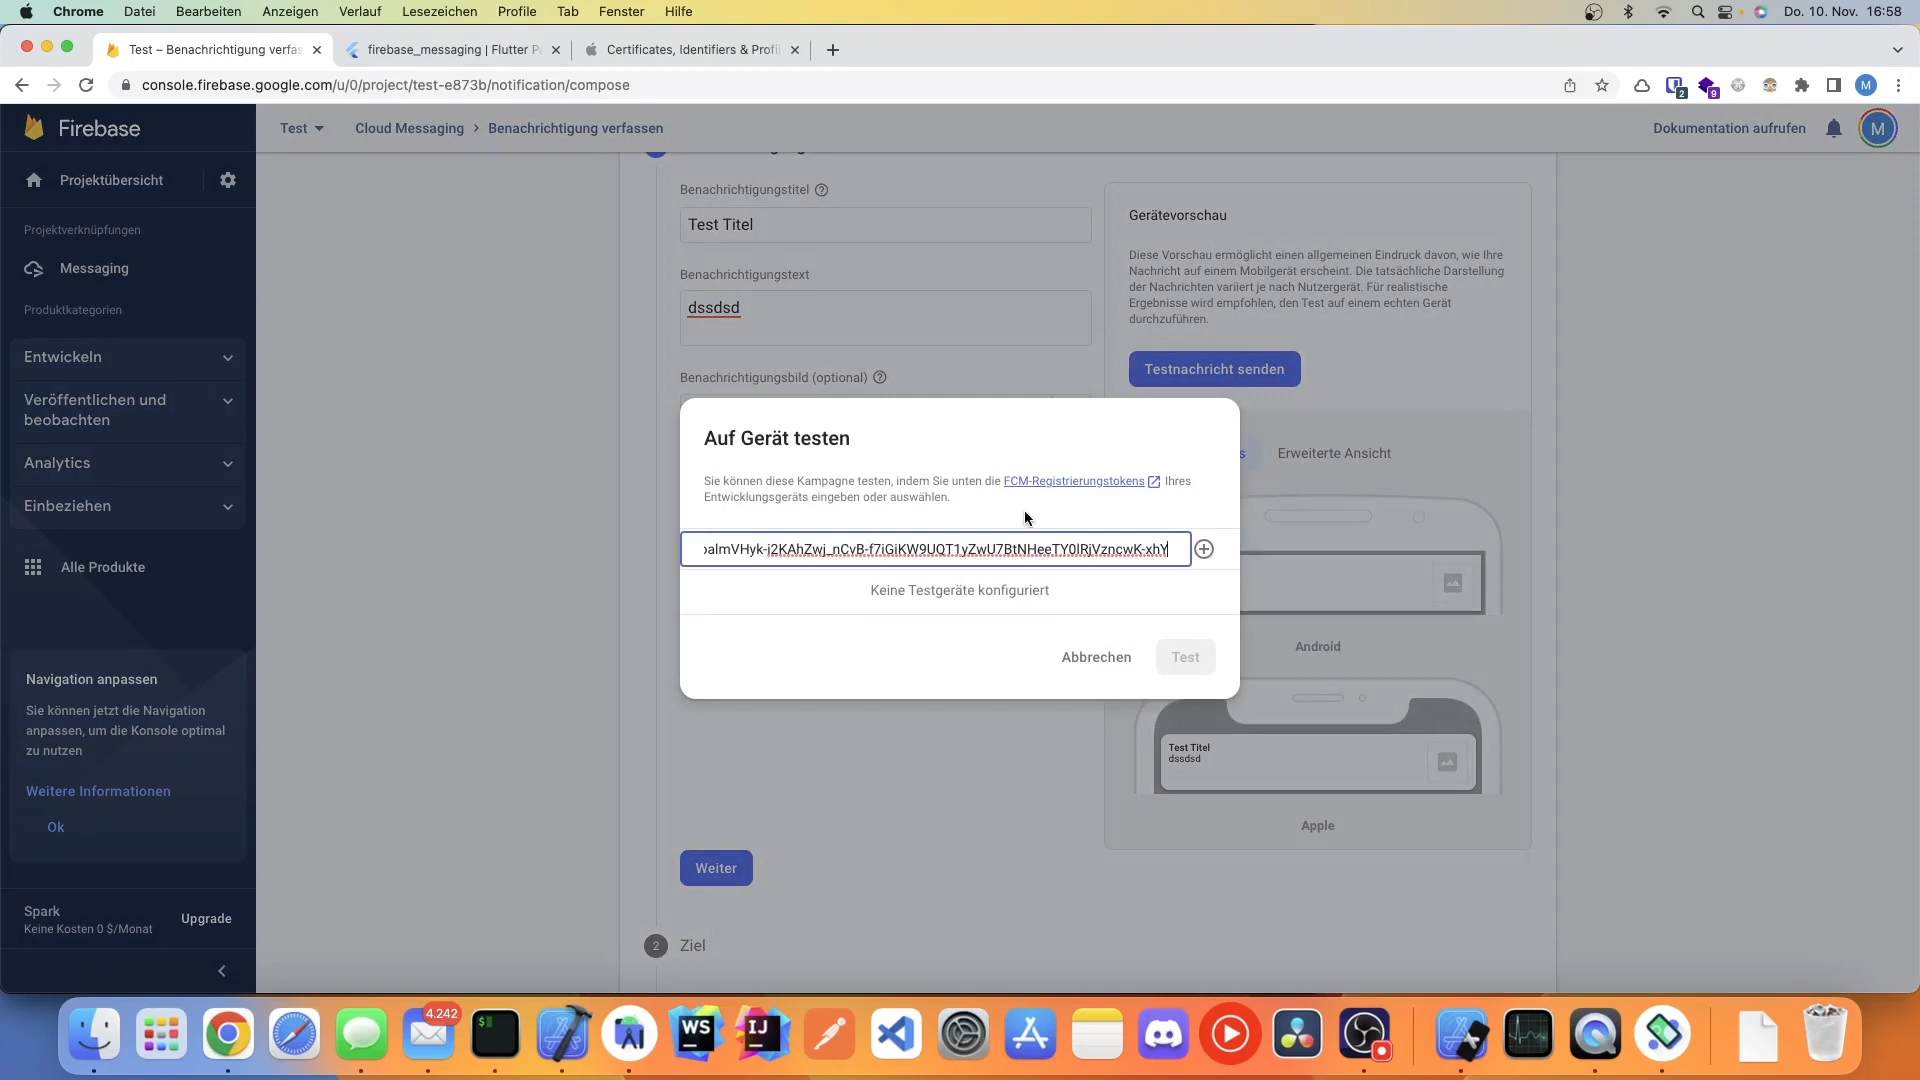 Chrome Datei Bearbeiten Anzeigen Verlauf Lesezeichen Profile Tab Fenster Hilfe Do. 10. Nov. 16:58
Test – Benachrichtigung verfas firebase_messaging | Flutter P Certificates, Identifiers & Profil
console.firebase.google.com/u/0/project/test-e873b/notification/compose
2 9 M
Firebase Test Cloud Messaging Benachrichtigung verfassen Dokumentation aufrufen M
Projektübersicht
Projektverknüpfungen
Messaging
Produktkategorien
Entwickeln
Veröffentlichen und
beobachten
Analytics
Einbeziehen
Alle Produkte
Navigation anpassen
Sie können jetzt die Navigation
anpassen, um die Konsole optimal
zu nutzen
Weitere Informationen
Ok
Spark
Keine Kosten 0 $/Monat
Upgrade
Benachrichtigungstitel
Test Titel
Benachrichtigungstext
dssdsd
Benachrichtigungsbild (optional)
Gerätevorschau
Diese Vorschau ermöglicht einen allgemeinen Eindruck davon, wie Ihre
Nachricht auf einem Mobilgerät erscheint. Die tatsächliche Darstellung
der Nachrichten variiert je nach Nutzergerät. Für realistische
Ergebnisse wird empfohlen, den Test auf einem echten Gerät
durchzuführen.
Testnachricht senden
Erweiterte Ansicht
Auf Gerät testen
Sie können diese Kampagne testen, indem Sie unten die FCM-Registrierungstokens Ihres
Entwicklungsgeräts eingeben oder auswählen.
Keine Testgeräte konfiguriert
Abbrechen Test
Android
Test Titel
dssdsd
Apple
Weiter
2 Ziel
4.242
$
WS
IJ